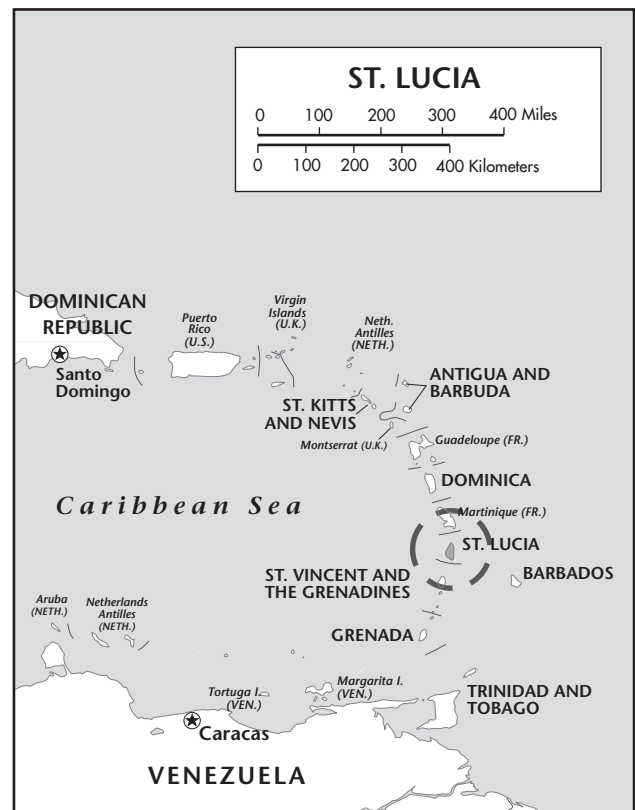 ST. LUCIA
0 100 200 300 400 Miles
0 100 200 300 400 Kilometers
DOMINICAN
REPUBLIC
Santo
Domingo
Puerto
Rico
(U.S.)
Virgin
Islands
(U.K.)
Neth.
Antilles
(NETH.)
ANTIGUA AND
BARBUDA
ST. KITTS
AND NEVIS
Montserrat (U.K.)
Guadeloupe (FR.)
DOMINICA
Caribbean Sea
Martinique (FR.)
ST. LUCIA
BARBADOS
ST. VINCENT AND
THE GRENADINES
Aruba
(NETH.)
Netherlands
Antilles
(NETH.)
GRENADA
Tortuga I.
(VEN.)
Margarita I.
(VEN.)
TRINIDAD AND
TOBAGO
Caracas
VENEZUELA